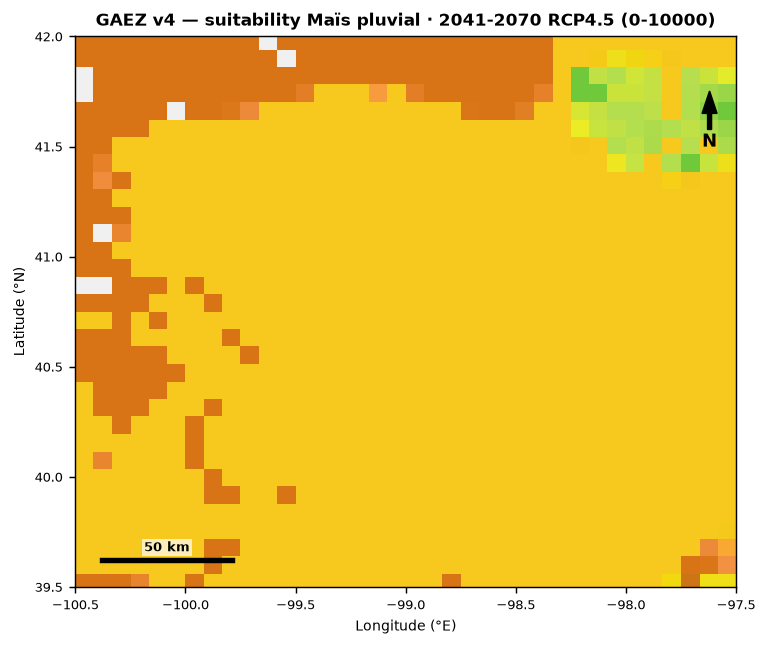 GAEZ v4 — suitability Maïs pluvial · 2041-2070 RCP4.5 (0-10000)
42.0
41.5
41.0
40.5
40.0
39.5
Latitude (°N)
N
50 km
−100.5 −100.0 −99.5 −99.0 −98.5 −98.0 −97.5
Longitude (°E)